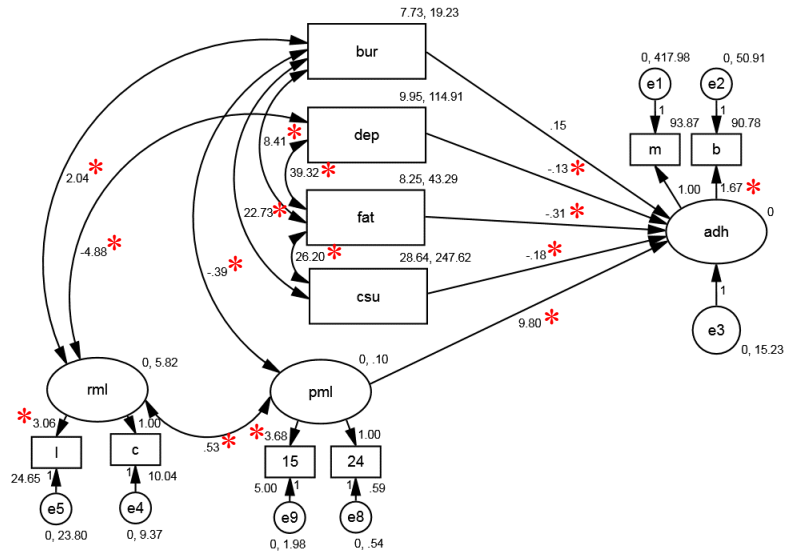 7.73, 19.23
bur
0, 417.98
0, 50.91
e1
e2
9.95, 114.91
1
1
dep
8.41 *
.15
93.87
90.78
m
b
2.04 *
39.32 *
-.13 *
8.25, 43.29
1.00
1.67 *
fat
22.73 *
-.31 *
0
adh
-4.88 *
26.20 *
28.64, 247.62
-.39 *
csu
-.18 *
1
9.80 *
e3
0, 15.23
0, 5.82
0, .10
rml
pml
* 3.06
1.00
.53 *
* 3.68
1.00
l
c
15
24
24.65
1
1
10.04
5.00
1
1
.59
e5
e4
e9
e8
0, 23.80
0, 9.37
0, 1.98
0, .54